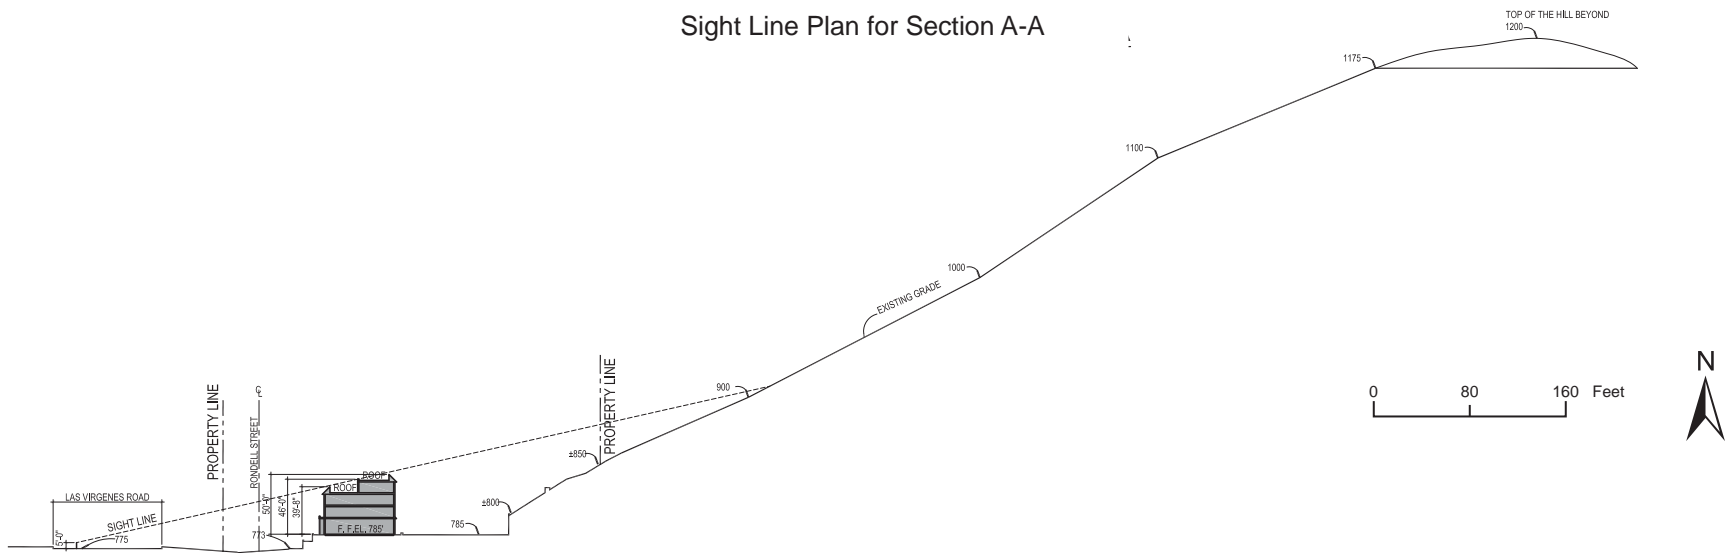 Sight Line Plan for Section A-A
TOP OF THE HILL BEYOND
1200
1175
1100
1000
EXISTING GRADE
900
PROPERTY LINE
±850
±800
785
PROPERTY LINE
RONDELL STREET
℄
LAS VIRGENES ROAD
SIGHT LINE
5'-0"
775
773
50'-0"
46'-0"
39'-8"
ROOF
ROOF
F. F.EL. 785'
0 80 160 Feet
N